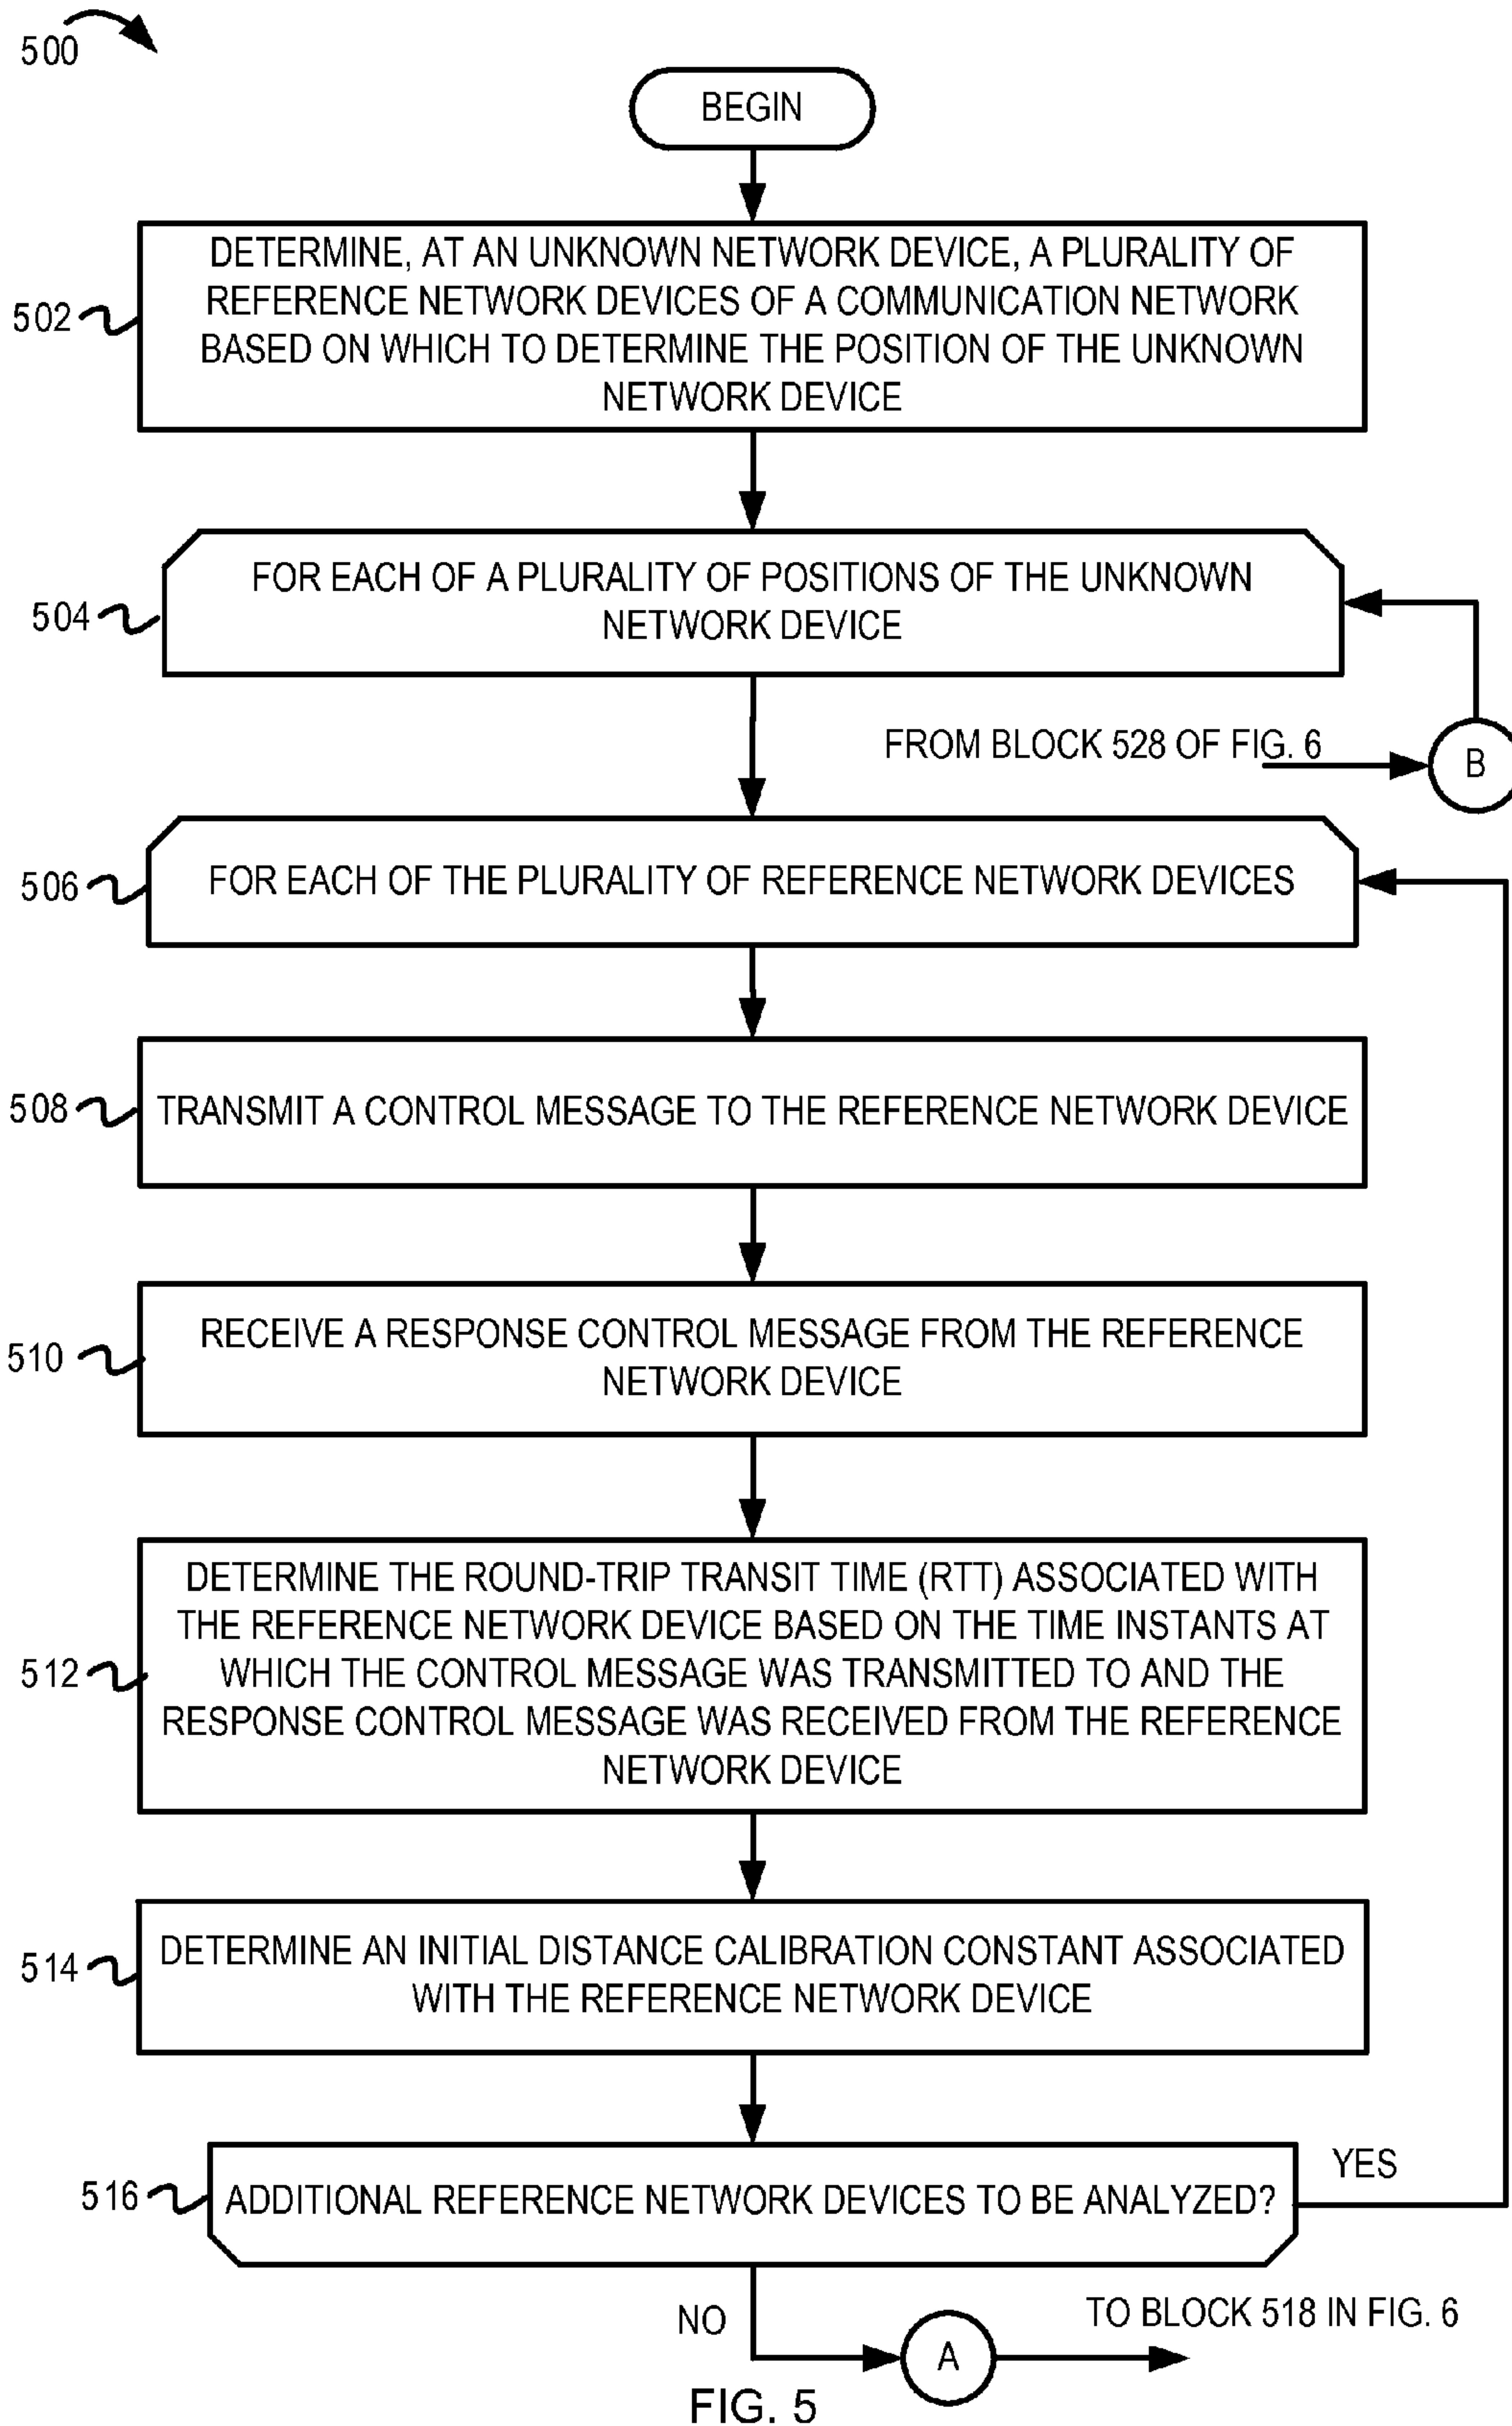 500
BEGIN
502
DETERMINE, AT AN UNKNOWN NETWORK DEVICE, A PLURALITY OF
REFERENCE NETWORK DEVICES OF A COMMUNICATION NETWORK
BASED ON WHICH TO DETERMINE THE POSITION OF THE UNKNOWN
NETWORK DEVICE
504
FOR EACH OF A PLURALITY OF POSITIONS OF THE UNKNOWN
NETWORK DEVICE
FROM BLOCK 528 OF FIG. 6
B
506
FOR EACH OF THE PLURALITY OF REFERENCE NETWORK DEVICES
508
TRANSMIT A CONTROL MESSAGE TO THE REFERENCE NETWORK DEVICE
510
RECEIVE A RESPONSE CONTROL MESSAGE FROM THE REFERENCE
NETWORK DEVICE
512
DETERMINE THE ROUND-TRIP TRANSIT TIME (RTT) ASSOCIATED WITH
THE REFERENCE NETWORK DEVICE BASED ON THE TIME INSTANTS AT
WHICH THE CONTROL MESSAGE WAS TRANSMITTED TO AND THE
RESPONSE CONTROL MESSAGE WAS RECEIVED FROM THE REFERENCE
NETWORK DEVICE
514
DETERMINE AN INITIAL DISTANCE CALIBRATION CONSTANT ASSOCIATED
WITH THE REFERENCE NETWORK DEVICE
516
ADDITIONAL REFERENCE NETWORK DEVICES TO BE ANALYZED?
YES
NO
A
TO BLOCK 518 IN FIG. 6
FIG. 5